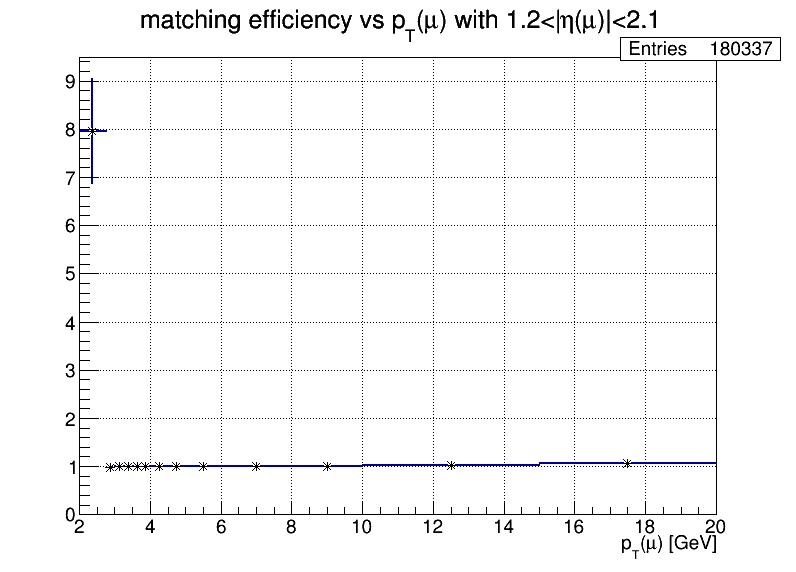 matching efficiency vs p_T(μ) with 1.2<|η(μ)|<2.1
Entries 180337
9
8
7
6
5
4
3
2
1
0
2 4 6 8 10 12 14 16 18 20
p_T(μ) [GeV]